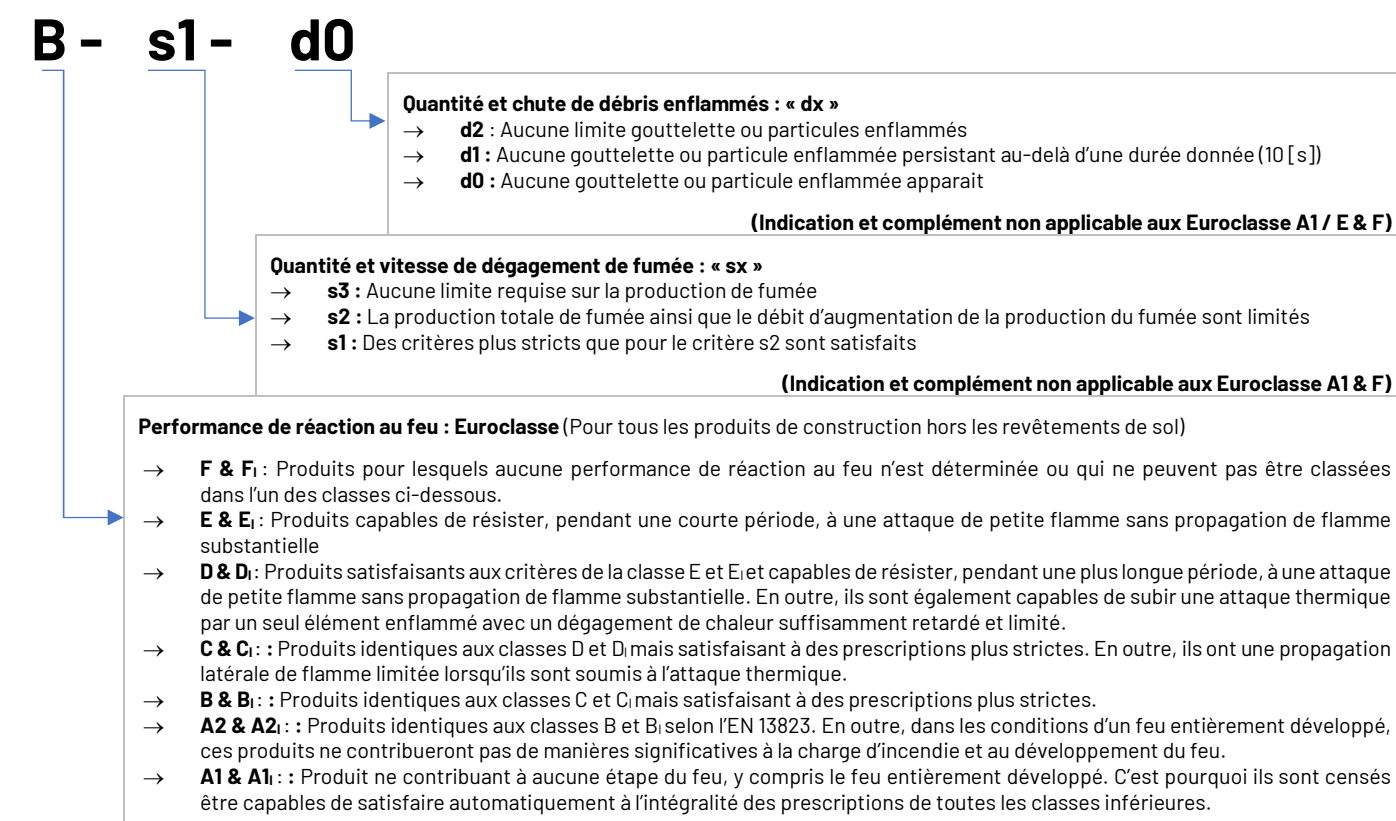 B - s1 - d0
Quantité et chute de débris enflammés : « dx »
→ d2 : Aucune limite gouttelette ou particules enflammés
→ d1 : Aucune gouttelette ou particule enflammée persistant au-delà d’une durée donnée (10 [s])
→ d0 : Aucune gouttelette ou particule enflammée apparait
(Indication et complément non applicable aux Euroclasse A1 / E & F)
Quantité et vitesse de dégagement de fumée : « sx »
→ s3 : Aucune limite requise sur la production de fumée
→ s2 : La production totale de fumée ainsi que le débit d’augmentation de la production du fumée sont limités
→ s1 : Des critères plus stricts que pour le critère s2 sont satisfaits
(Indication et complément non applicable aux Euroclasse A1 & F)
Performance de réaction au feu : Euroclasse (Pour tous les produits de construction hors les revêtements de sol)
→ F & Fl : Produits pour lesquels aucune performance de réaction au feu n’est déterminée ou qui ne peuvent pas être classées
dans l’un des classes ci-dessous.
→ E & El : Produits capables de résister, pendant une courte période, à une attaque de petite flamme sans propagation de flamme
substantielle
→ D & Dl : Produits satisfaisants aux critères de la classe E et El et capables de résister, pendant une plus longue période, à une attaque
de petite flamme sans propagation de flamme substantielle. En outre, ils sont également capables de subir une attaque thermique
par un seul élément enflammé avec un dégagement de chaleur suffisamment retardé et limité.
→ C & Cl : : Produits identiques aux classes D et Dl mais satisfaisant à des prescriptions plus strictes. En outre, ils ont une propagation
latérale de flamme limitée lorsqu’ils sont soumis à l’attaque thermique.
→ B & Bl : : Produits identiques aux classes C et Cl mais satisfaisant à des prescriptions plus strictes.
→ A2 & A2l : : Produits identiques aux classes B et Bl selon l’EN 13823. En outre, dans les conditions d’un feu entièrement développé,
ces produits ne contribueront pas de manières significatives à la charge d’incendie et au développement du feu.
→ A1 & A1l : : Produit ne contribuant à aucune étape du feu, y compris le feu entièrement développé. C’est pourquoi ils sont censés
être capables de satisfaire automatiquement à l’intégralité des prescriptions de toutes les classes inférieures.